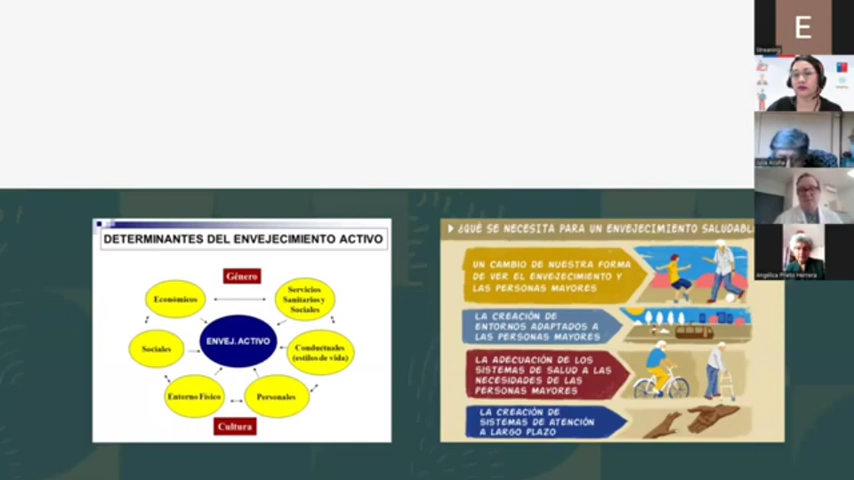 E
Streaming
DETERMINANTES DEL ENVEJECIMIENTO ACTIVO
Género
Económicos
Servicios
Sanitarios y
Sociales
Sociales
ENVEJ. ACTIVO
Conductuales
(estilos de vida)
Entorno Físico
Personales
Cultura
¿QUÉ SE NECESITA PARA UN ENVEJECIMIENTO SALUDABL
UN CAMBIO DE NUESTRA FORMA
DE VER EL ENVEJECIMIENTO Y
LAS PERSONAS MAYORES
LA CREACIÓN DE
ENTORNOS ADAPTADOS A
LAS PERSONAS MAYORES
LA ADECUACIÓN DE LOS
SISTEMAS DE SALUD A LAS
NECESIDADES DE LAS
PERSONAS MAYORES
LA CREACIÓN DE
SISTEMAS DE ATENCIÓN
A LARGO PLAZO
Angélica Prieto Herrera